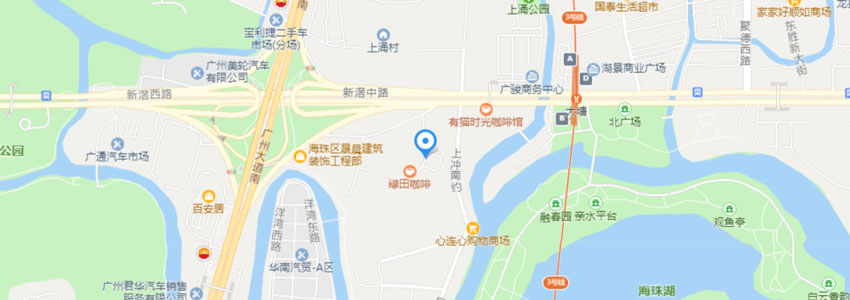 上涌公园
3号线
国泰生活超市
家家好顺如商场
宝利捷二手车
市场(分场)
上涌村
聚德西路
东胜新大街
广州美轮汽车
有限公司
广骏商务中心
A
湖景商业广场
新滘西路
新滘中路
有猫时光咖啡馆
大塘
B
北广场
广州大道南
公园
广通汽车市场
海珠区晟晨建筑
装饰工程部
绿田咖啡
上冲南约
百安居
洋湾西路
洋湾东路
融春园
亲水平台
观鱼亭
心连心购物商场
华南汽贸-A区
3号线
海珠湖
广州君华汽车销售
服务有限公司
白云香韵